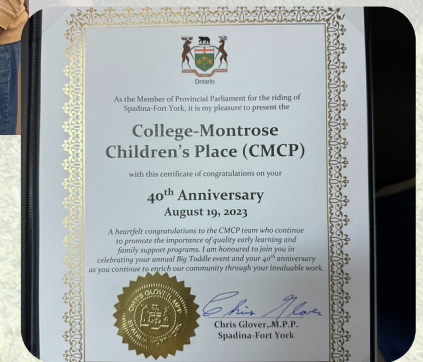 Ontario
As the Member of Provincial Parliament for the riding of
Spadina-Fort York, it is my pleasure to present the
College-Montrose
Children's Place (CMCP)
with this certificate of congratulations on your
40th Anniversary
August 19, 2023
A heartfelt congratulations to the CMCP team who continue
to promote the importance of quality early learning and
family support programs. I am honoured to join you in
celebrating your annual Big Toddle event and your 40th anniversary
as you continue to enrich our community through your invaluable work.
Chris Glover
Chris Glover, M.P.P.
Spadina-Fort York